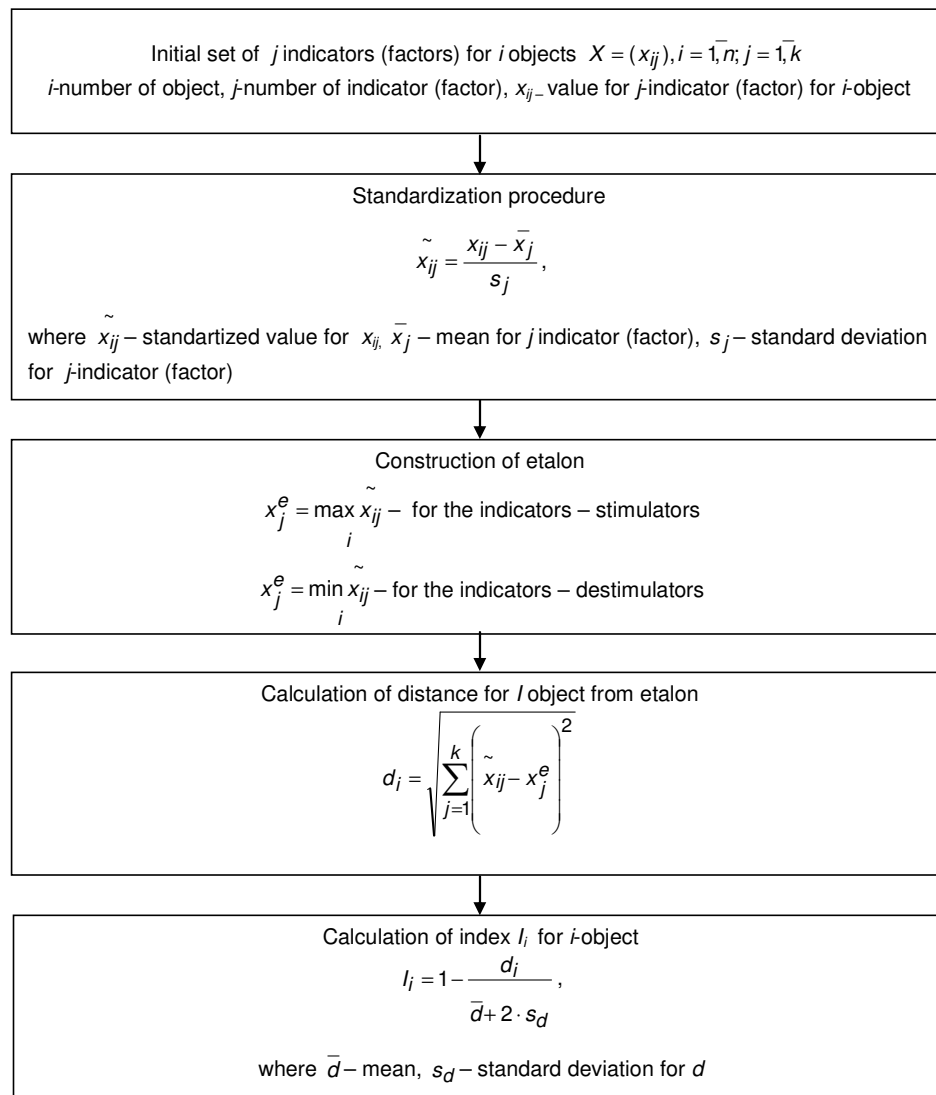 Initial set of j indicators (factors) for i objects X = (x_ij), i = 1,n̅; j = 1,k̅
i-number of object, j-number of indicator (factor), x_ij – value for j-indicator (factor) for i-object
Standardization procedure
x̃_ij = (x_ij − x̄_j) / s_j ,
where x̃_ij – standartized value for x_ij, x̄_j – mean for j indicator (factor), s_j – standard deviation
for j-indicator (factor)
Construction of etalon
x_j^e = max_i x̃_ij – for the indicators – stimulators
x_j^e = min_i x̃_ij – for the indicators – destimulators
Calculation of distance for I object from etalon
d_i = √(∑_{j=1}^{k} (x̃_ij − x_j^e)^2)
Calculation of index I_i for i-object
I_i = 1 − d_i / (d̄ + 2 · s_d) ,
where d̄ – mean, s_d – standard deviation for d